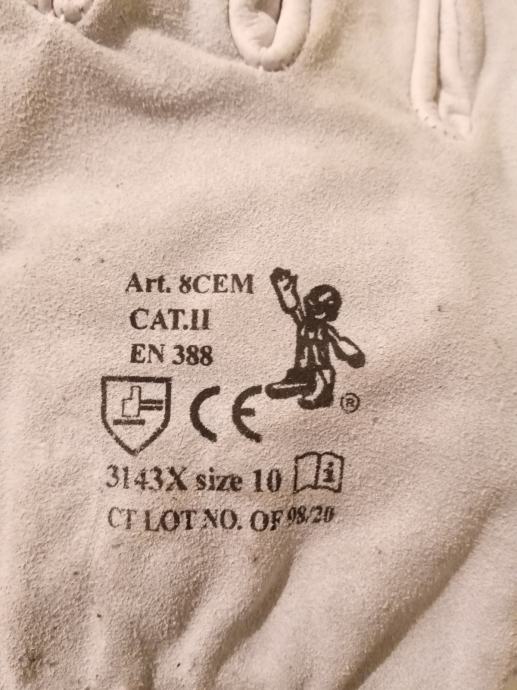 Art. 8CEM
CAT.II
EN 388
CE
®
3143X size 10 i
CT LOT NO. OF 98/20